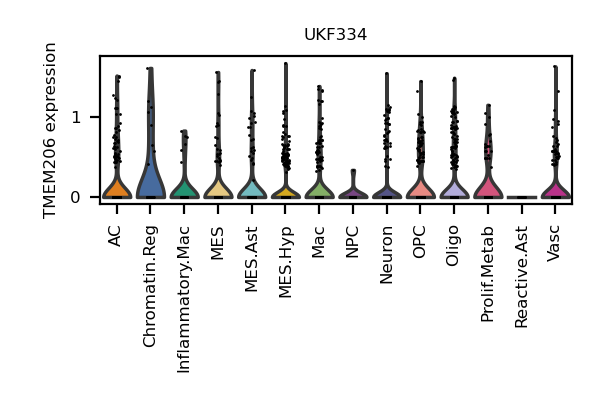 UKF334
TMEM206 expression
1
0
AC
Chromatin.Reg
Inflammatory.Mac
MES
MES.Ast
MES.Hyp
Mac
NPC
Neuron
OPC
Oligo
Prolif.Metab
Reactive.Ast
Vasc